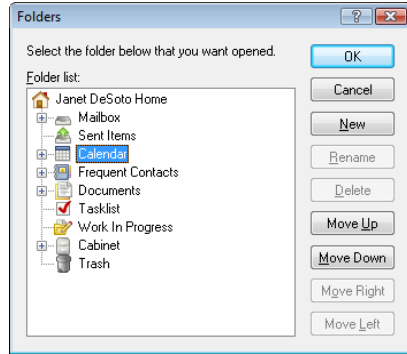 Folders
Select the folder below that you want opened.
Folder list:
Janet DeSoto Home
Mailbox
Sent Items
Calendar
Frequent Contacts
Documents
Tasklist
Work In Progress
Cabinet
Trash
OK
Cancel
New
Rename
Delete
Move Up
Move Down
Move Right
Move Left